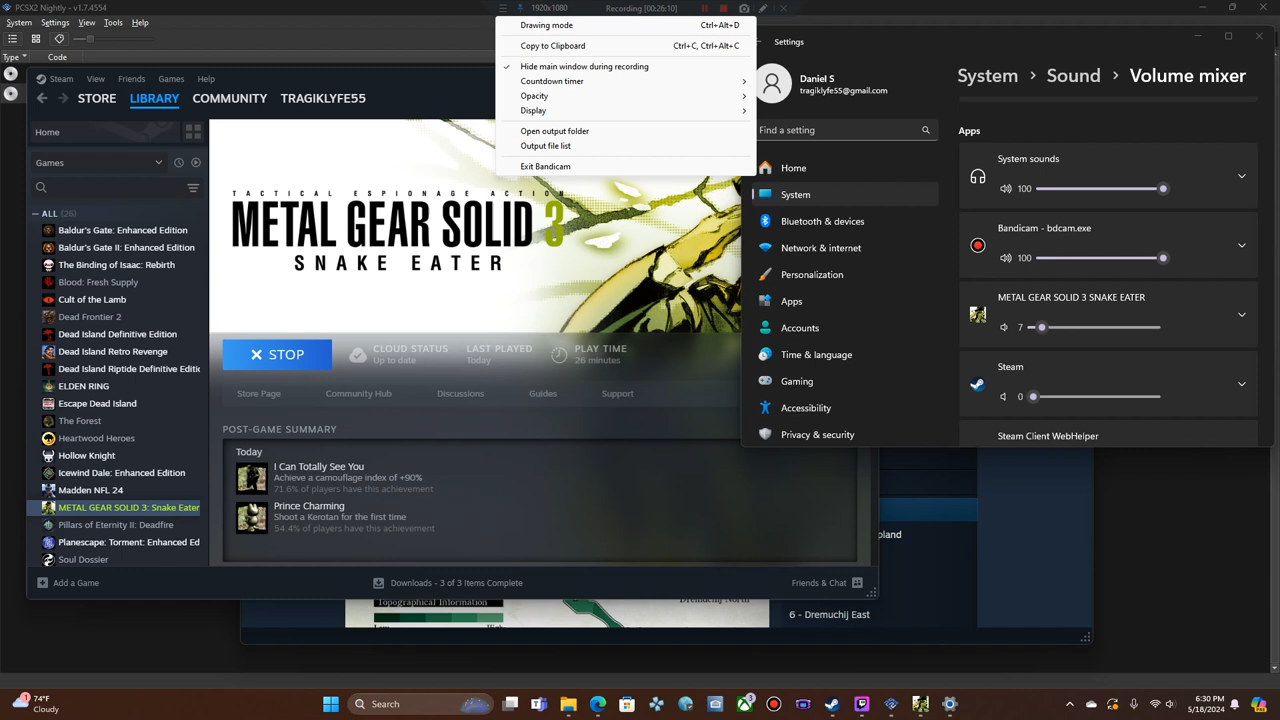 PCSX2 Nightly - v1.7.4554
1920x1080
Recording [00:26:10]
System View Tools Help
Type Code
Drawing mode Ctrl+Alt+D
Copy to Clipboard Ctrl+C, Ctrl+Alt+C
Hide main window during recording
Countdown timer
Opacity
Display
Open output folder
Output file list
Exit Bandicam
Steam View Friends Games Help
STORE LIBRARY COMMUNITY TRAGIKLYFE55
Home
Games
ALL (26)
Baldur's Gate: Enhanced Edition
Baldur's Gate II: Enhanced Edition
The Binding of Isaac: Rebirth
Blood: Fresh Supply
Cult of the Lamb
Dead Frontier 2
Dead Island Definitive Edition
Dead Island Retro Revenge
Dead Island Riptide Definitive Editic
ELDEN RING
Escape Dead Island
The Forest
Heartwood Heroes
Hollow Knight
Icewind Dale: Enhanced Edition
Madden NFL 24
METAL GEAR SOLID 3: Snake Eater
Pillars of Eternity II: Deadfire
Planescape: Torment: Enhanced Ed
Soul Dossier
TACTICAL ESPIONAGE ACTION
METAL GEAR SOLID 3
SNAKE EATER
STOP
CLOUD STATUS
Up to date
LAST PLAYED
Today
PLAY TIME
26 minutes
Store Page Community Hub Discussions Guides Support
POST-GAME SUMMARY
Today
I Can Totally See You
Achieve a camouflage index of +90%
71.6% of players have this achievement
Prince Charming
Shoot a Kerotan for the first time
54.4% of players have this achievement
Add a Game
Downloads - 3 of 3 Items Complete
Friends & Chat
Settings
Daniel S
tragiklyfe55@gmail.com
Find a setting
Home
System
Bluetooth & devices
Network & internet
Personalization
Apps
Accounts
Time & language
Gaming
Accessibility
Privacy & security
System > Sound > Volume mixer
Apps
System sounds
100
Bandicam - bdcam.exe
100
METAL GEAR SOLID 3 SNAKE EATER
7
Steam
0
Steam Client WebHelper
pland
Topographical Information
Dremuchij North
6 - Dremuchij East
74°F
Cloudy
Search
3
6:30 PM
5/18/2024